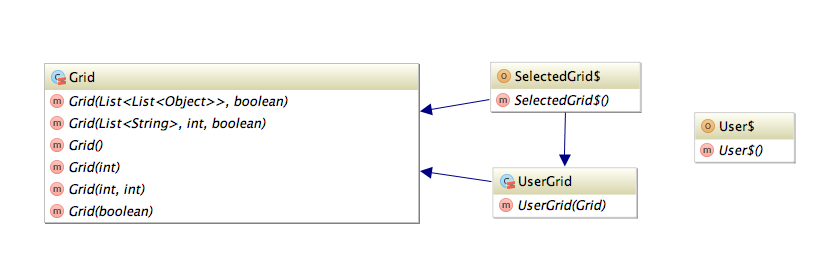 Grid
Grid(List<List<Object>>, boolean)
Grid(List<String>, int, boolean)
Grid()
Grid(int)
Grid(int, int)
Grid(boolean)
SelectedGrid$
SelectedGrid$()
UserGrid
UserGrid(Grid)
User$
User$()